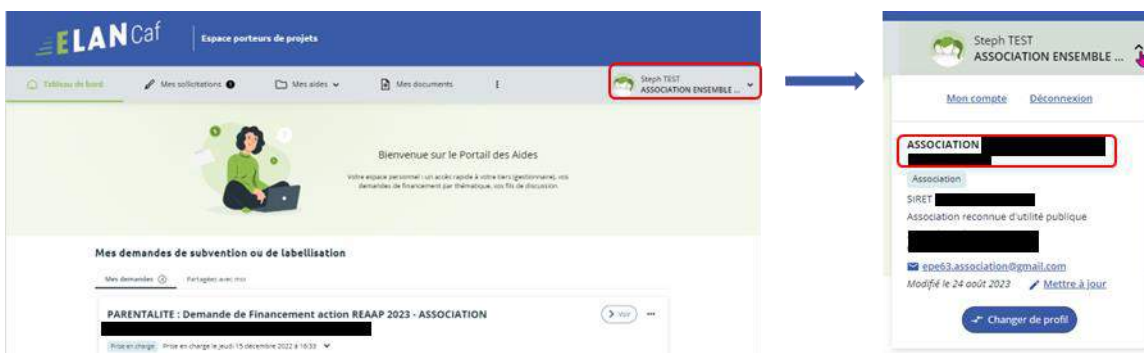 ELANCaf
Espace porteurs de projets
Tableau de bord
Mes sollicitations
Mes aides
Mes documents
Steph TEST
ASSOCIATION ENSEMBLE ...
Bienvenue sur le Portail des Aides
Votre espace personnel : un accès rapide à votre tiers (gestionnaire), vos
demandes de financement par thématique, vos fils de discussion.
Mes demandes de subvention ou de labellisation
Mes demandes
Partagées avec moi
PARENTALITE : Demande de Financement action REAAP 2023 - ASSOCIATION
Voir
Prise en charge Prise en charge le jeudi 15 décembre 2022 à 16:33
Steph TEST
ASSOCIATION ENSEMBLE ...
Mon compte Déconnexion
ASSOCIATION
Association
SIRET
Association reconnue d'utilité publique
epe63.association@gmail.com
Modifié le 24 août 2023 Mettre à jour
Changer de profil